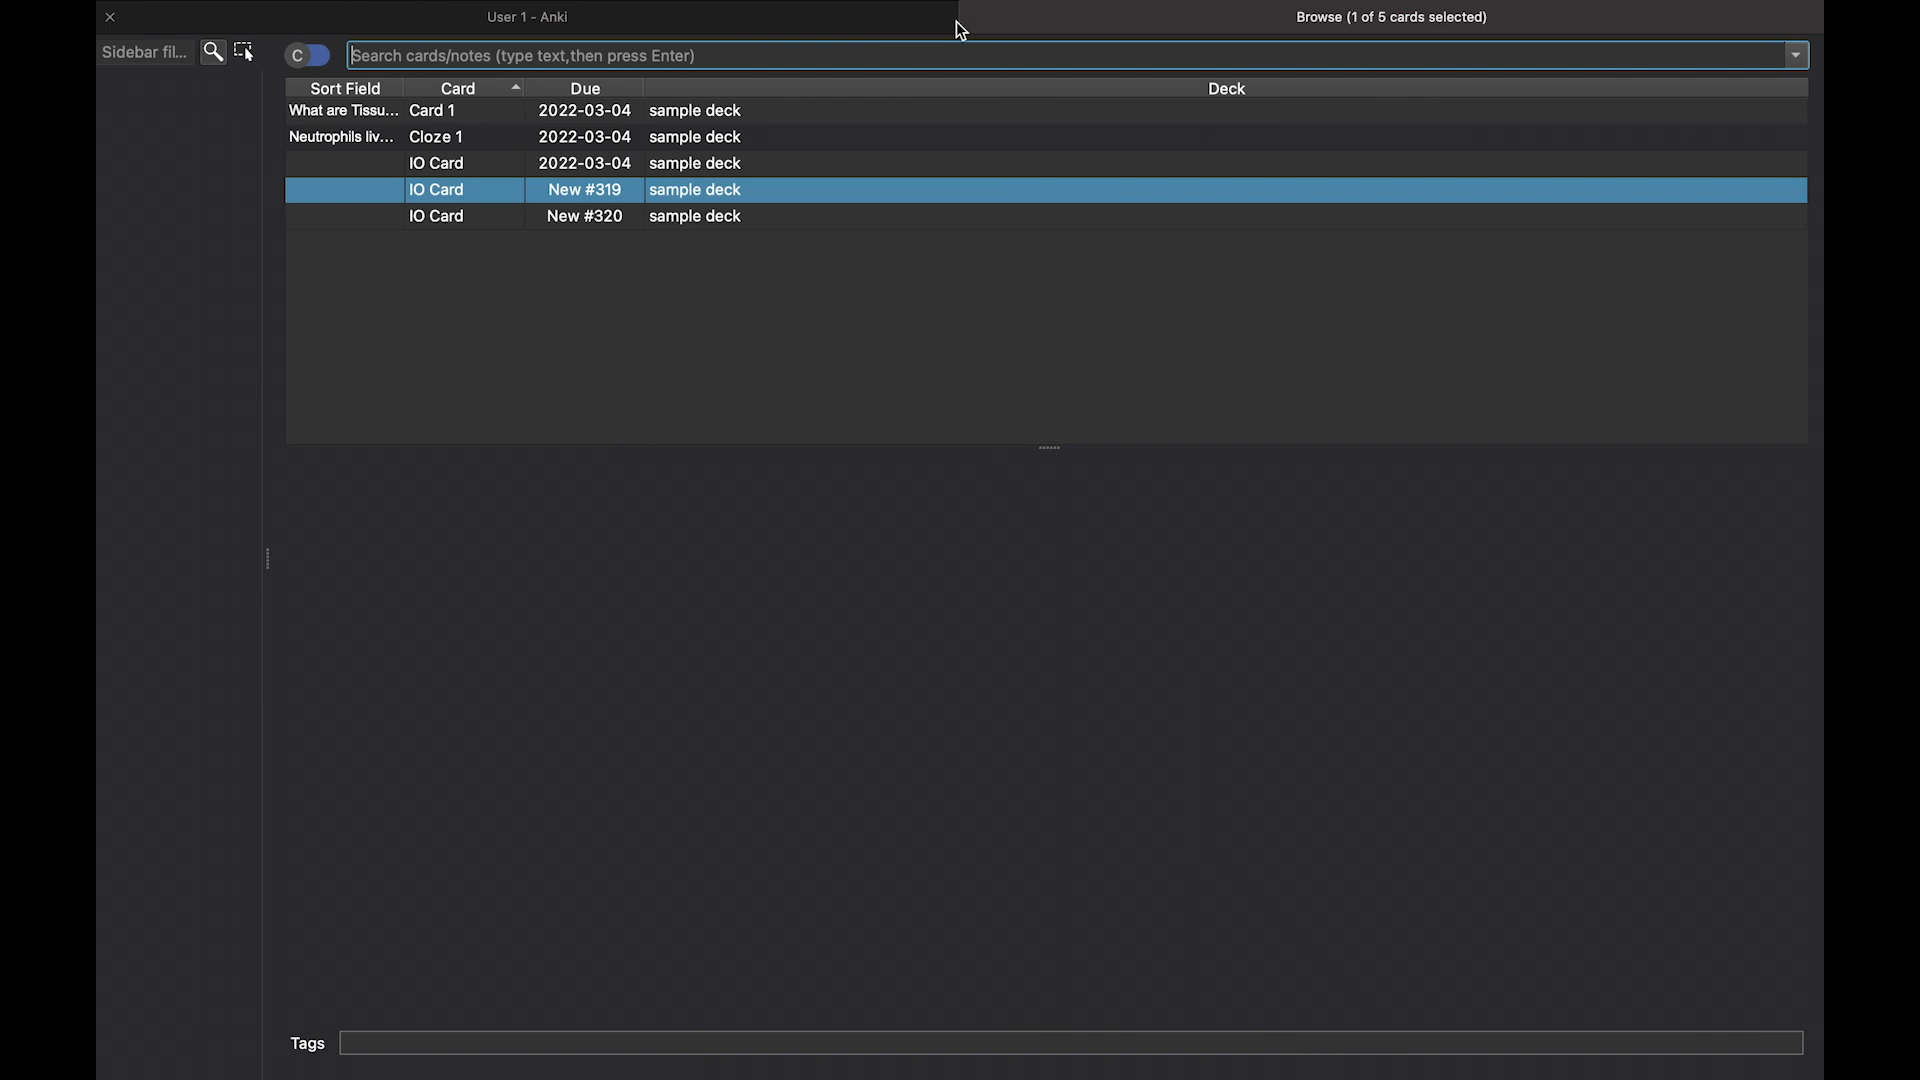 User 1 - Anki
Browse (1 of 5 cards selected)
Sidebar fil...
C
Search cards/notes (type text,then press Enter)
Sort Field Card Due Deck
What are Tissu... Card 1 2022-03-04 sample deck
Neutrophils liv... Cloze 1 2022-03-04 sample deck
IO Card 2022-03-04 sample deck
IO Card New #319 sample deck
IO Card New #320 sample deck
Tags